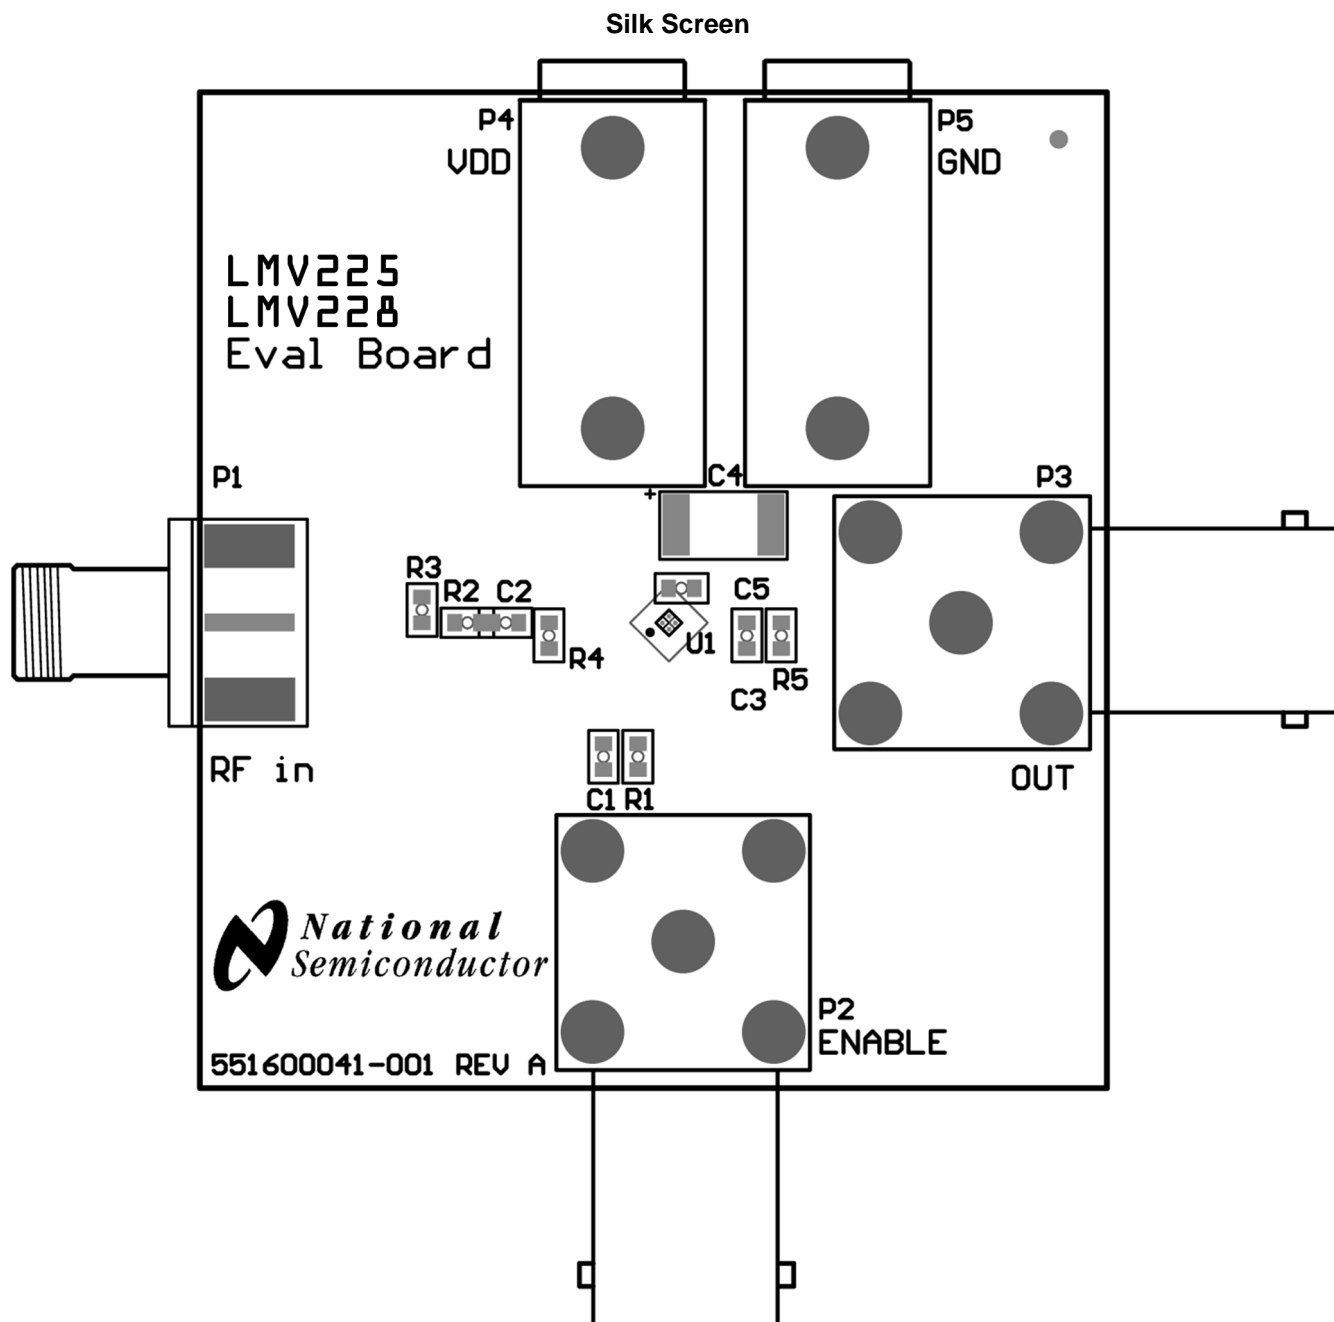 Silk Screen
P4
VDD
P5
GND
LMV225
LMV228
Eval Board
P1
C4
+
P3
R3
R2
C2
C5
U1
R4
R5
C3
RF in
OUT
C1
R1
National
Semiconductor
P2
ENABLE
551600041-001 REV A